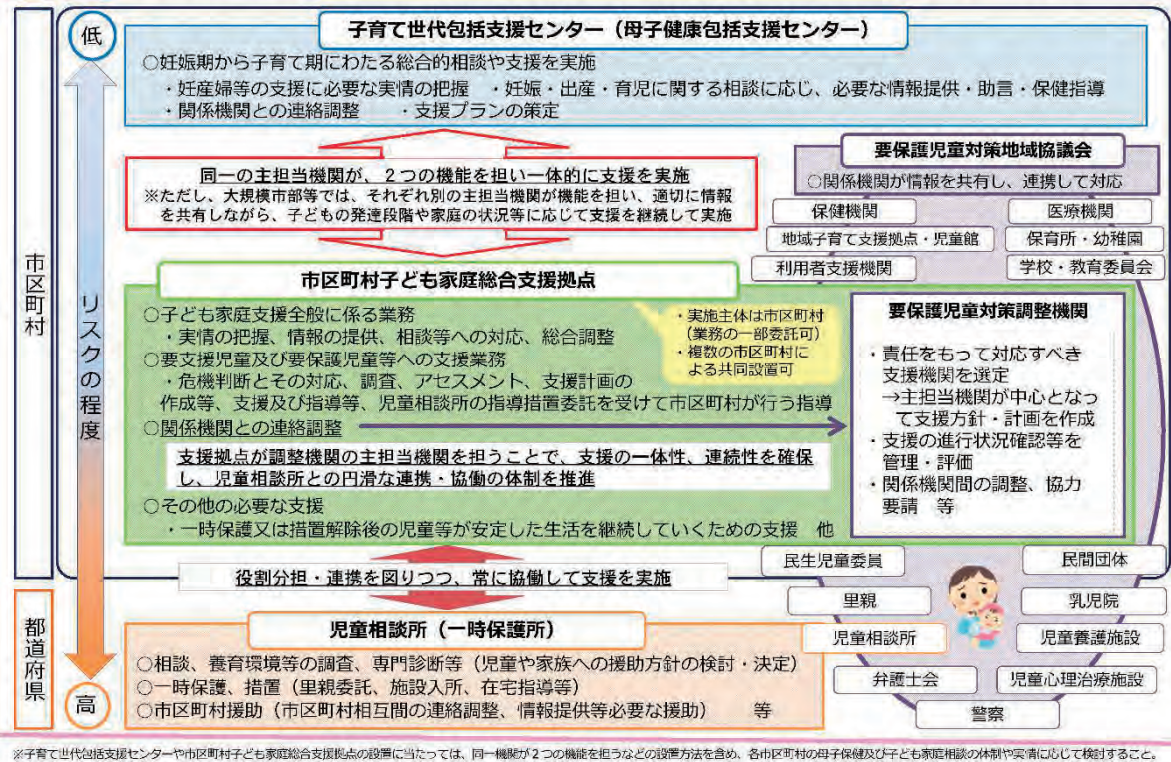 低
子育て世代包括支援センター（母子健康包括支援センター）
○妊娠期から子育て期にわたる総合的相談や支援を実施
・妊産婦等の支援に必要な実情の把握　・妊娠・出産・育児に関する相談に応じ、必要な情報提供・助言・保健指導
・関係機関との連絡調整　・支援プランの策定
同一の主担当機関が、２つの機能を担い一体的に支援を実施
※ただし、大規模市部等では、それぞれ別の主担当機関が機能を担い、適切に情報
を共有しながら、子どもの発達段階や家庭の状況等に応じて支援を継続して実施
要保護児童対策地域協議会
○関係機関が情報を共有し、連携して対応
保健機関
医療機関
地域子育て支援拠点・児童館
保育所・幼稚園
利用者支援機関
学校・教育委員会
市区町村
リスクの程度
市区町村子ども家庭総合支援拠点
○子ども家庭支援全般に係る業務
・実情の把握、情報の提供、相談等への対応、総合調整
○要支援児童及び要保護児童等への支援業務
・危機判断とその対応、調査、アセスメント、支援計画の
作成等、支援及び指導等、児童相談所の指導措置委託を受けて市区町村が行う指導
○関係機関との連絡調整
支援拠点が調整機関の主担当機関を担うことで、支援の一体性、連続性を確保
し、児童相談所との円滑な連携・協働の体制を推進
○その他の必要な支援
・一時保護又は措置解除後の児童等が安定した生活を継続していくための支援　他
・実施主体は市区町村
（業務の一部委託可）
・複数の市区町村に
よる共同設置可
要保護児童対策調整機関
・責任をもって対応すべき
支援機関を選定
→主担当機関が中心となっ
て支援方針・計画を作成
・支援の進行状況確認等を
管理・評価
・関係機関間の調整、協力
要請　等
役割分担・連携を図りつつ、常に協働して支援を実施
民生児童委員
民間団体
里親
乳児院
児童相談所
児童養護施設
弁護士会
児童心理治療施設
警察
都道府県
高
児童相談所（一時保護所）
○相談、養育環境等の調査、専門診断等（児童や家族への援助方針の検討・決定）
○一時保護、措置（里親委託、施設入所、在宅指導等）
○市区町村援助（市区町村相互間の連絡調整、情報提供等必要な援助）　等
※子育て世代包括支援センターや市区町村子ども家庭総合支援拠点の設置に当たっては、同一機関が２つの機能を担うなどの設置方法を含め、各市区町村の母子保健及び子ども家庭相談の体制や実情に応じて検討すること。